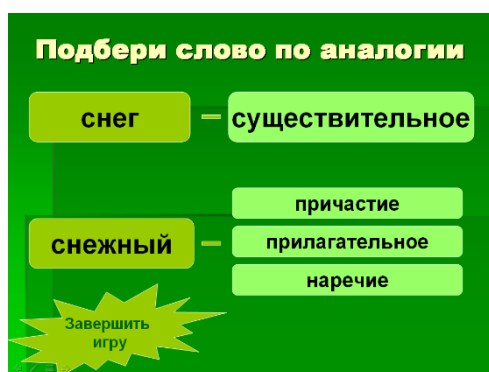 Подбери слово по аналогии
снег – существительное
причастие
снежный – прилагательное
наречие
Завершить
игру